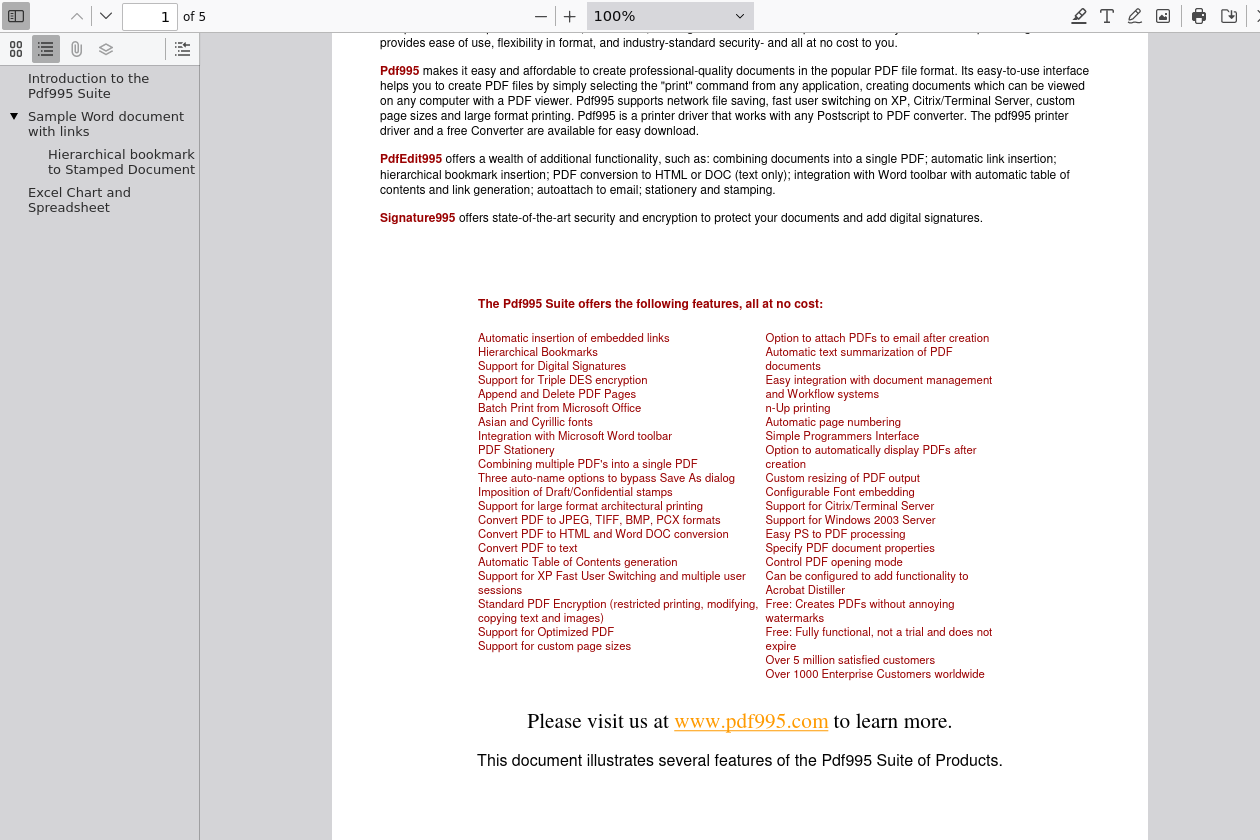 1
of 5
100%
Introduction to the
Pdf995 Suite
Sample Word document
with links
Hierarchical bookmark
to Stamped Document
Excel Chart and
Spreadsheet
provides ease of use, flexibility in format, and industry-standard security- and all at no cost to you.
Pdf995 makes it easy and affordable to create professional-quality documents in the popular PDF file format. Its easy-to-use interface
helps you to create PDF files by simply selecting the "print" command from any application, creating documents which can be viewed
on any computer with a PDF viewer. Pdf995 supports network file saving, fast user switching on XP, Citrix/Terminal Server, custom
page sizes and large format printing. Pdf995 is a printer driver that works with any Postscript to PDF converter. The pdf995 printer
driver and a free Converter are available for easy download.
PdfEdit995 offers a wealth of additional functionality, such as: combining documents into a single PDF; automatic link insertion;
hierarchical bookmark insertion; PDF conversion to HTML or DOC (text only); integration with Word toolbar with automatic table of
contents and link generation; autoattach to email; stationery and stamping.
Signature995 offers state-of-the-art security and encryption to protect your documents and add digital signatures.
The Pdf995 Suite offers the following features, all at no cost:
Automatic insertion of embedded links
Hierarchical Bookmarks
Support for Digital Signatures
Support for Triple DES encryption
Append and Delete PDF Pages
Batch Print from Microsoft Office
Asian and Cyrillic fonts
Integration with Microsoft Word toolbar
PDF Stationery
Combining multiple PDF's into a single PDF
Three auto-name options to bypass Save As dialog
Imposition of Draft/Confidential stamps
Support for large format architectural printing
Convert PDF to JPEG, TIFF, BMP, PCX formats
Convert PDF to HTML and Word DOC conversion
Convert PDF to text
Automatic Table of Contents generation
Support for XP Fast User Switching and multiple user
sessions
Standard PDF Encryption (restricted printing, modifying,
copying text and images)
Support for Optimized PDF
Support for custom page sizes
Option to attach PDFs to email after creation
Automatic text summarization of PDF
documents
Easy integration with document management
and Workflow systems
n-Up printing
Automatic page numbering
Simple Programmers Interface
Option to automatically display PDFs after
creation
Custom resizing of PDF output
Configurable Font embedding
Support for Citrix/Terminal Server
Support for Windows 2003 Server
Easy PS to PDF processing
Specify PDF document properties
Control PDF opening mode
Can be configured to add functionality to
Acrobat Distiller
Free: Creates PDFs without annoying
watermarks
Free: Fully functional, not a trial and does not
expire
Over 5 million satisfied customers
Over 1000 Enterprise Customers worldwide
Please visit us at www.pdf995.com to learn more.
This document illustrates several features of the Pdf995 Suite of Products.